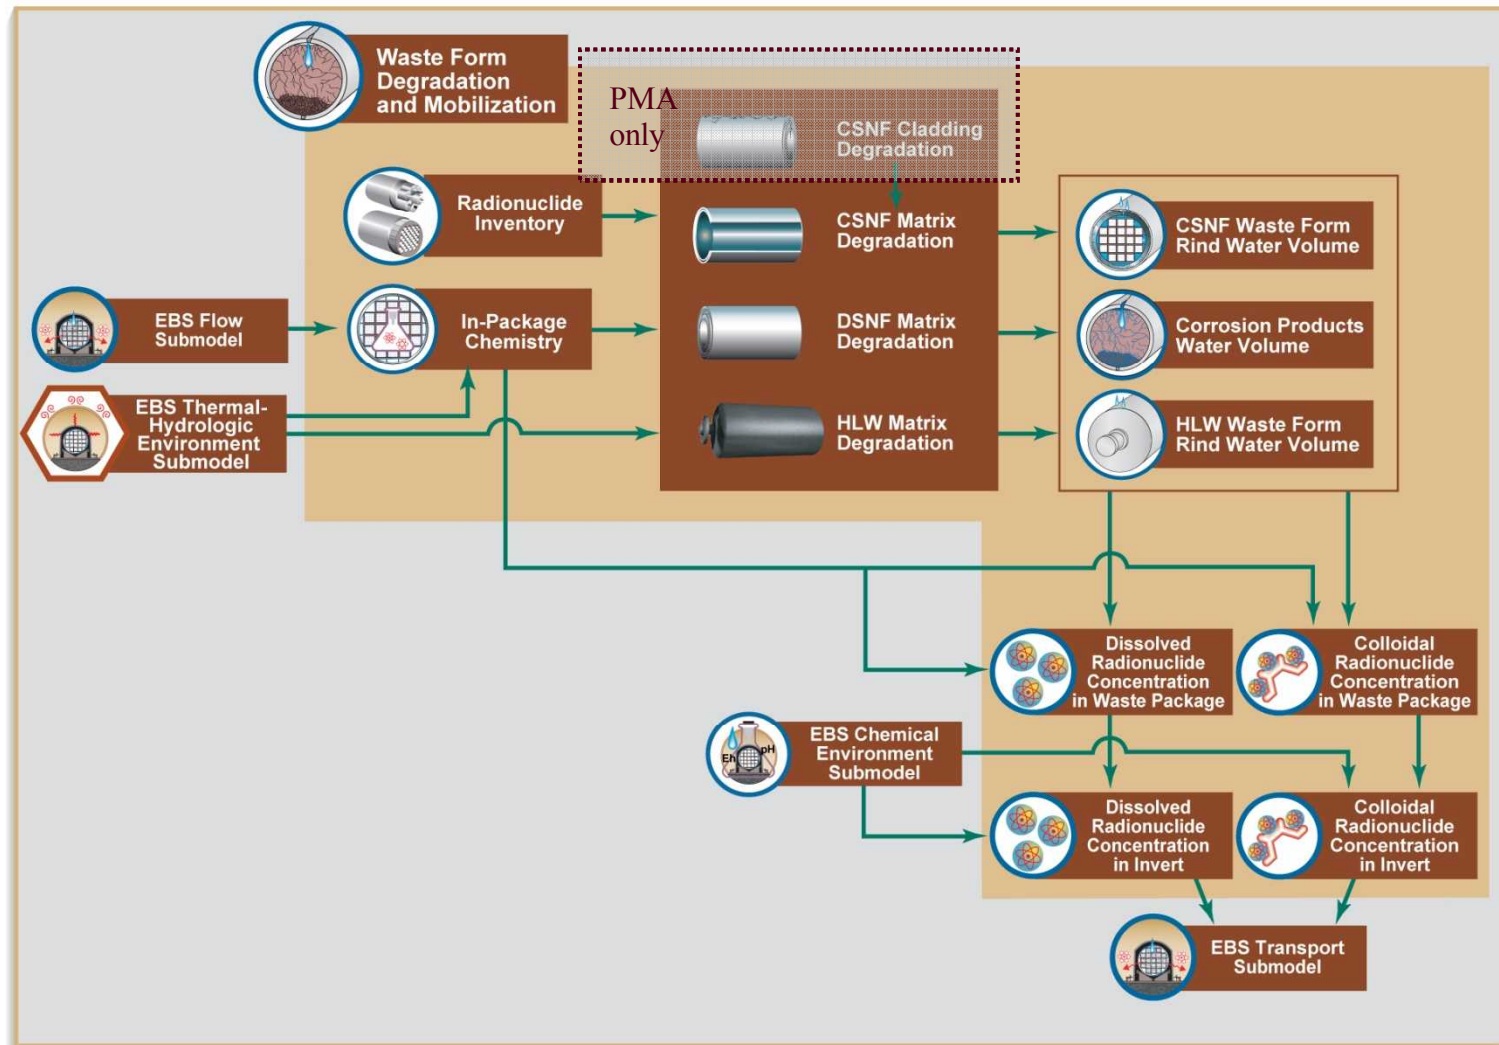 Waste Form
Degradation
and Mobilization
PMA
only
CSNF Cladding
Degradation
Radionuclide
Inventory
CSNF Matrix
Degradation
CSNF Waste Form
Rind Water Volume
EBS Flow
Submodel
In-Package
Chemistry
DSNF Matrix
Degradation
Corrosion Products
Water Volume
EBS Thermal-
Hydrologic
Environment
Submodel
HLW Matrix
Degradation
HLW Waste Form
Rind Water Volume
Dissolved
Radionuclide
Concentration
in Waste Package
Colloidal
Radionuclide
Concentration
in Waste Package
Eh
pH
EBS Chemical
Environment
Submodel
Dissolved
Radionuclide
Concentration
in Invert
Colloidal
Radionuclide
Concentration
in Invert
EBS Transport
Submodel